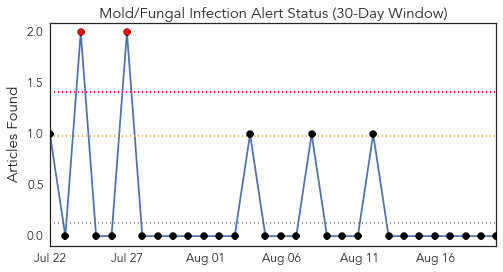 Mold/Fungal Infection Alert Status (30-Day Window)
Articles Found
2.0
1.5
1.0
0.5
0.0
Jul 22
Jul 27
Aug 01
Aug 06
Aug 11
Aug 16